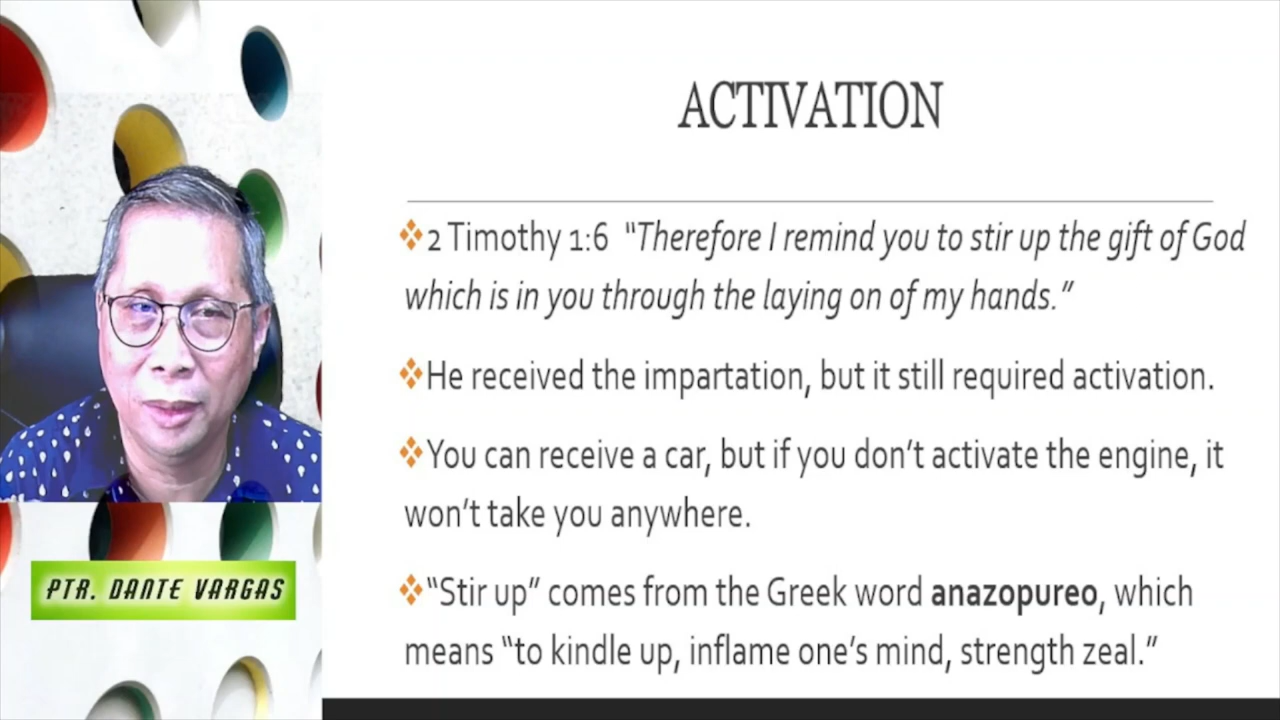 ACTIVATION
❖2 Timothy 1:6 “Therefore I remind you to stir up the gift of God
which is in you through the laying on of my hands.”
❖He received the impartation, but it still required activation.
❖You can receive a car, but if you don’t activate the engine, it
won’t take you anywhere.
❖“Stir up” comes from the Greek word anazopureo, which
means “to kindle up, inflame one’s mind, strength zeal.”
PTR. DANTE VARGAS